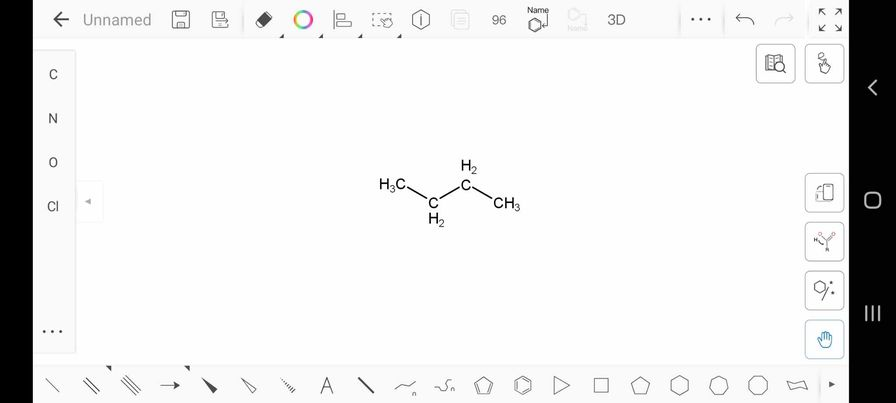 Unnamed
96
Name
Name
3D
C
N
O
Cl
H₂
H₃C
C
C
CH₃
H₂
H
O
O
R
A
n
n